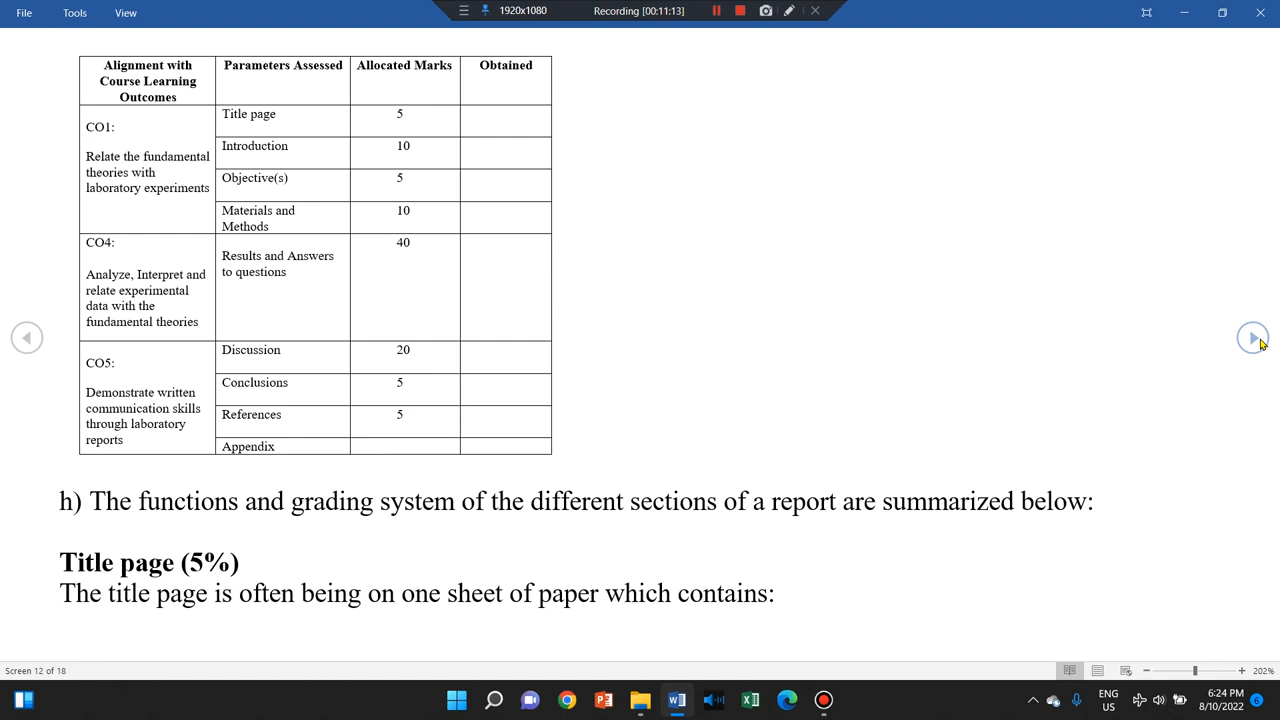 File Tools View 1920x1080 Recording [00:11:13]
Alignment with Parameters Assessed Allocated Marks Obtained
Course Learning
Outcomes
Title page 5
CO1:
Introduction 10
Relate the fundamental
theories with
Objective(s) 5
laboratory experiments
Materials and 10
Methods
CO4: 40
Results and Answers
to questions
Analyze, Interpret and
relate experimental
data with the
fundamental theories
Discussion 20
CO5:
Conclusions 5
Demonstrate written
communication skills
References 5
through laboratory
reports
Appendix
h) The functions and grading system of the different sections of a report are summarized below:
Title page (5%)
The title page is often being on one sheet of paper which contains:
Screen 12 of 18 202%
ENG 6:24 PM
US 8/10/2022 6